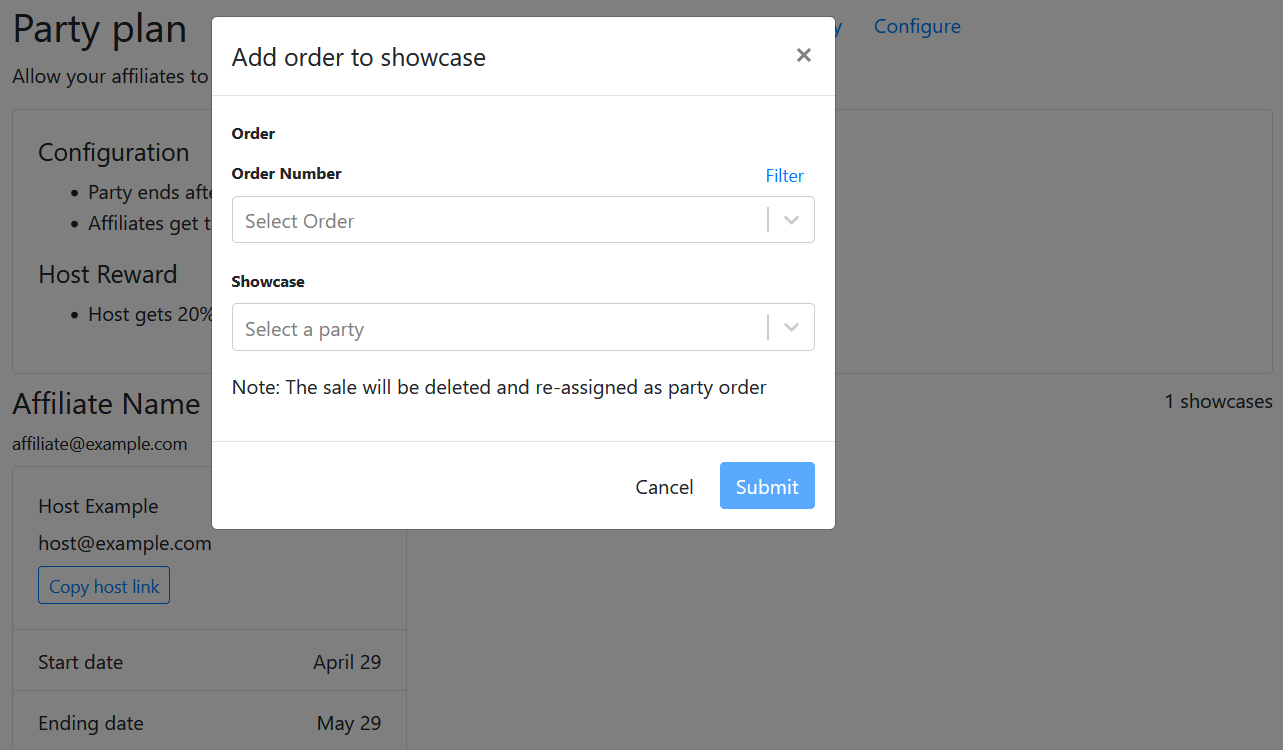 Party plan
Configure
Allow your affiliates to
Add order to showcase
×
Order
Order Number
Filter
Select Order
Showcase
Select a party
Note: The sale will be deleted and re-assigned as party order
Cancel
Submit
Configuration
• Party ends afte
• Affiliates get t
Host Reward
• Host gets 20%
Affiliate Name
1 showcases
affiliate@example.com
Host Example
host@example.com
Copy host link
Start date April 29
Ending date May 29